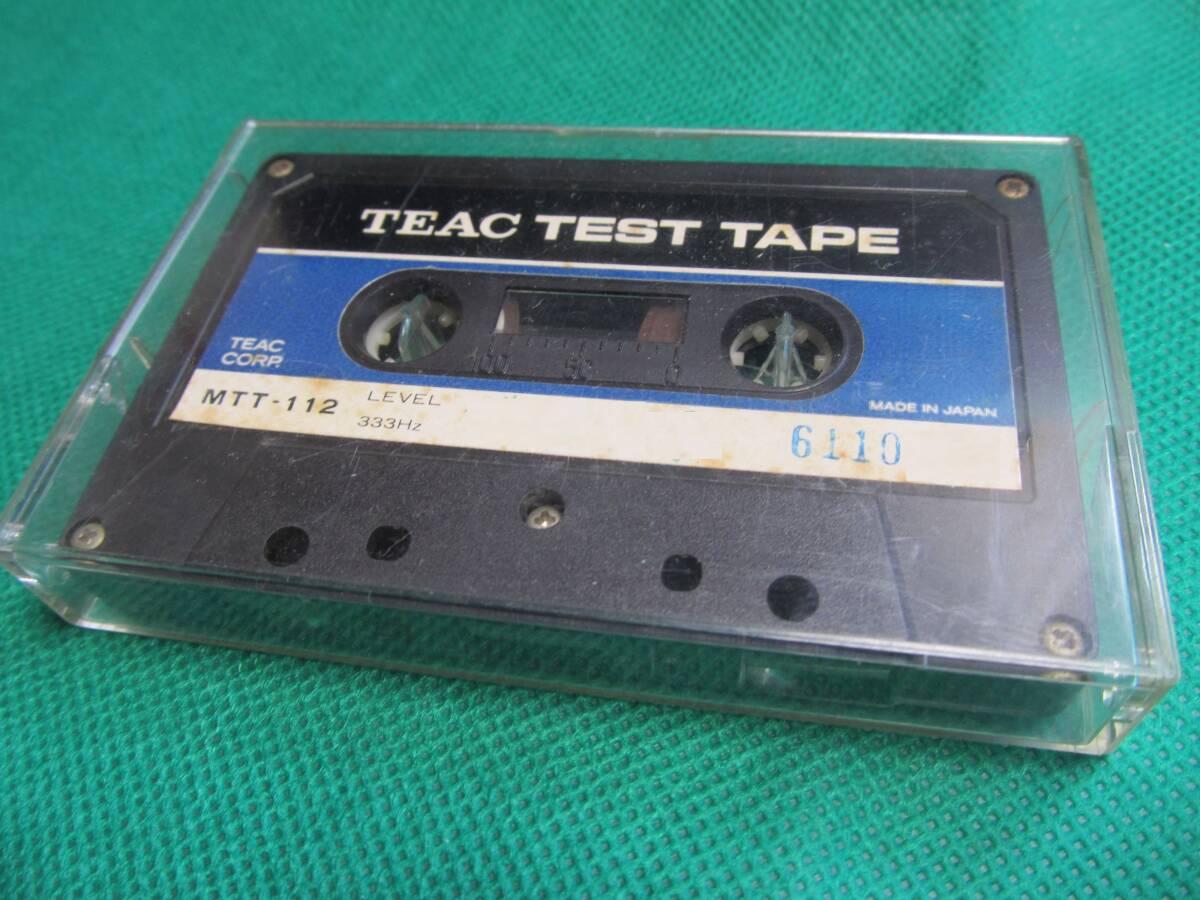 TEAC TEST TAPE
100 50 0
TEAC
CORP.
MADE IN JAPAN
MTT-112
LEVEL
333Hz
6110